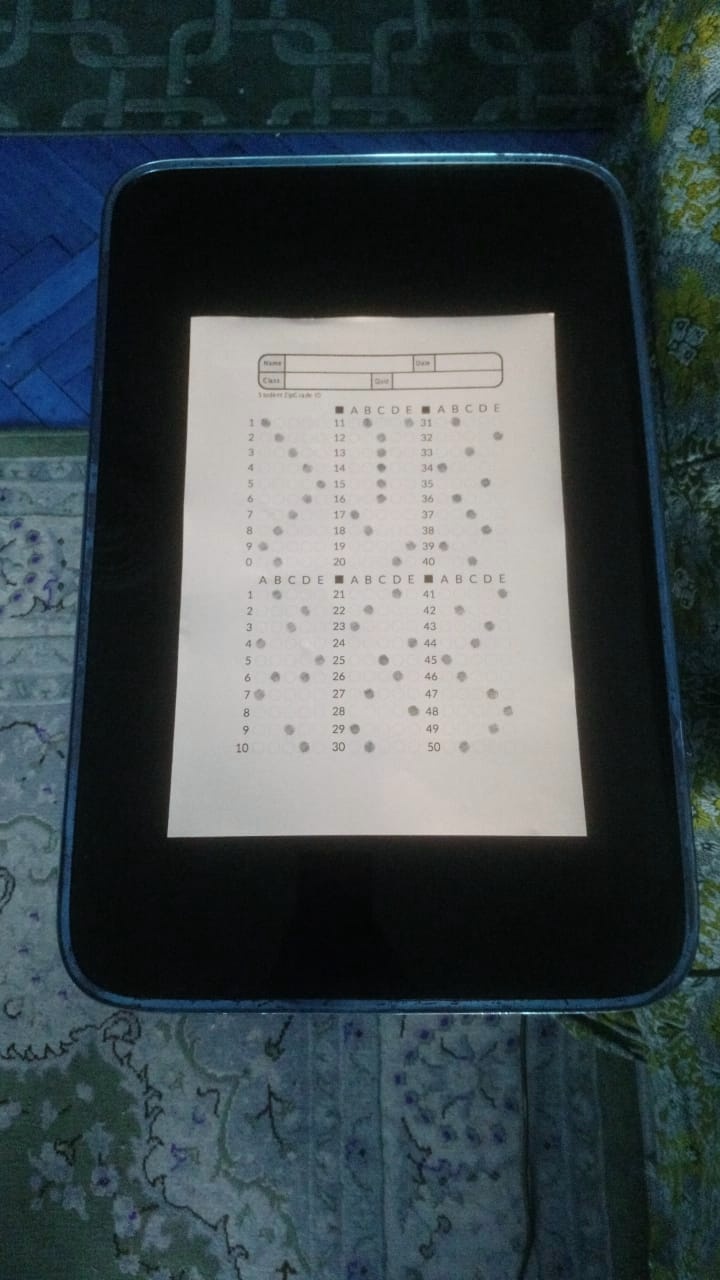 Name Date
Class Quiz
Student ZipGrade ID
A B C D E A B C D E
1 11 31
2 12 32
3 13 33
4 14 34
5 15 35
6 16 36
7 17 37
8 18 38
9 19 39
0 20 40
A B C D E A B C D E A B C D E
1 21 41
2 22 42
3 23 43
4 24 44
5 25 45
6 26 46
7 27 47
8 28 48
9 29 49
10 30 50